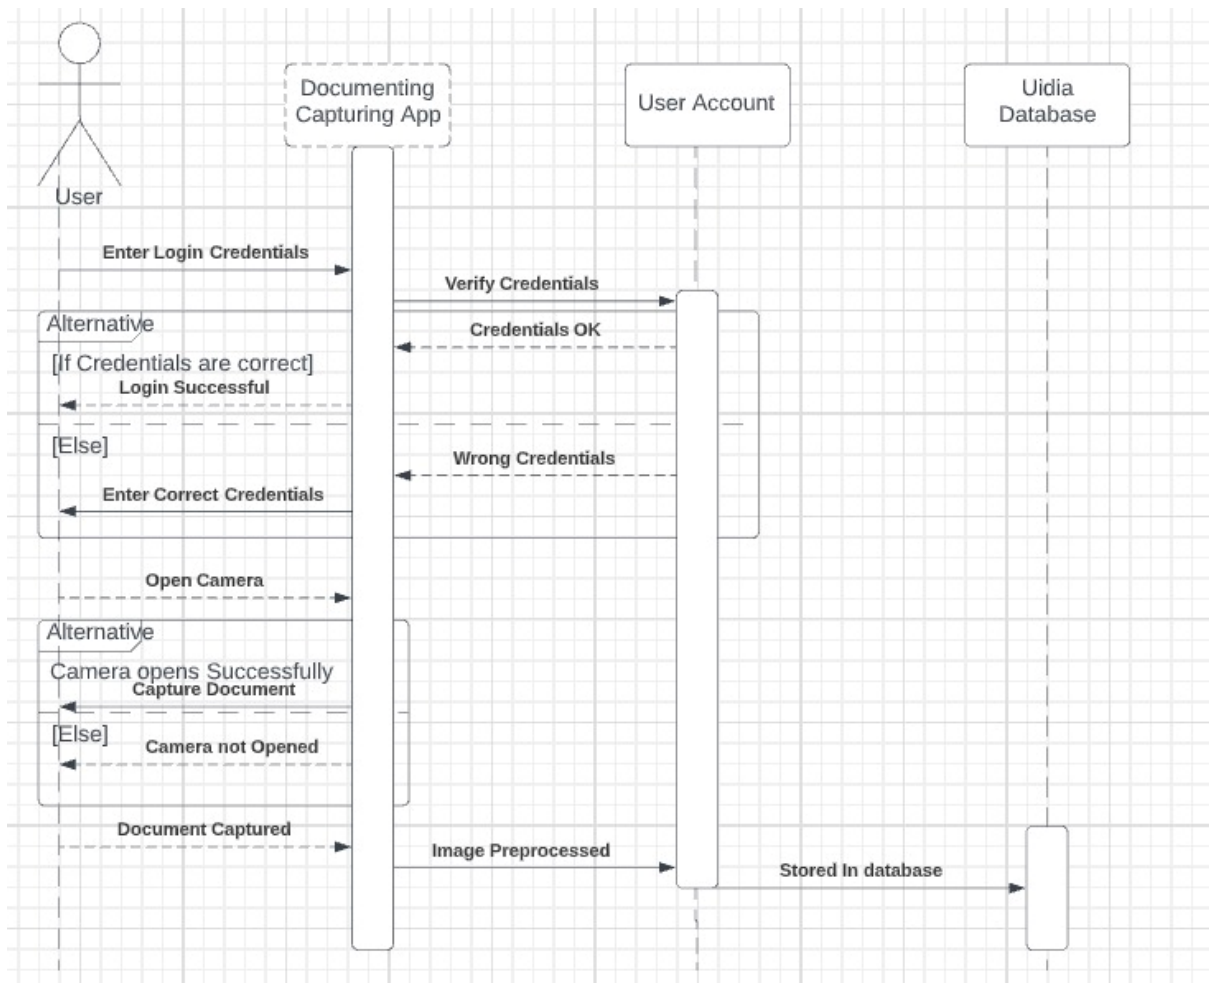 Documenting
Capturing App
User Account
Uidia
Database
User
Enter Login Credentials
Verify Credentials
Alternative
Credentials OK
[If Credentials are correct]
Login Successful
[Else]
Wrong Credentials
Enter Correct Credentials
Open Camera
Alternative
Camera opens Successfully
Capture Document
[Else]
Camera not Opened
Document Captured
Image Preprocessed
Stored In database